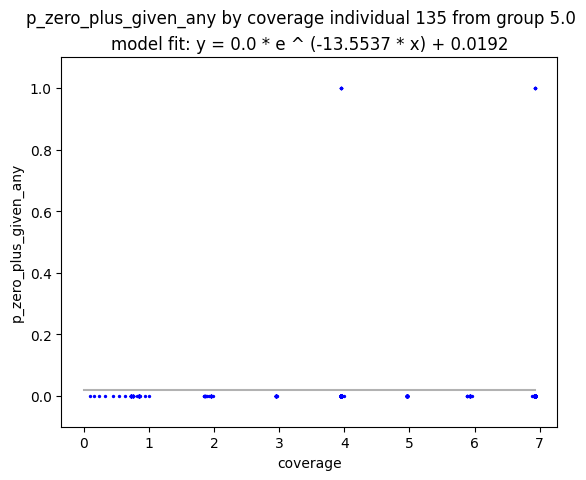 p_zero_plus_given_any by coverage individual 135 from group 5.0
model fit: y = 0.0 * e ^ (-13.5537 * x) + 0.0192
1.0
0.8
0.6
0.4
0.2
0.0
p_zero_plus_given_any
0 1 2 3 4 5 6 7
coverage